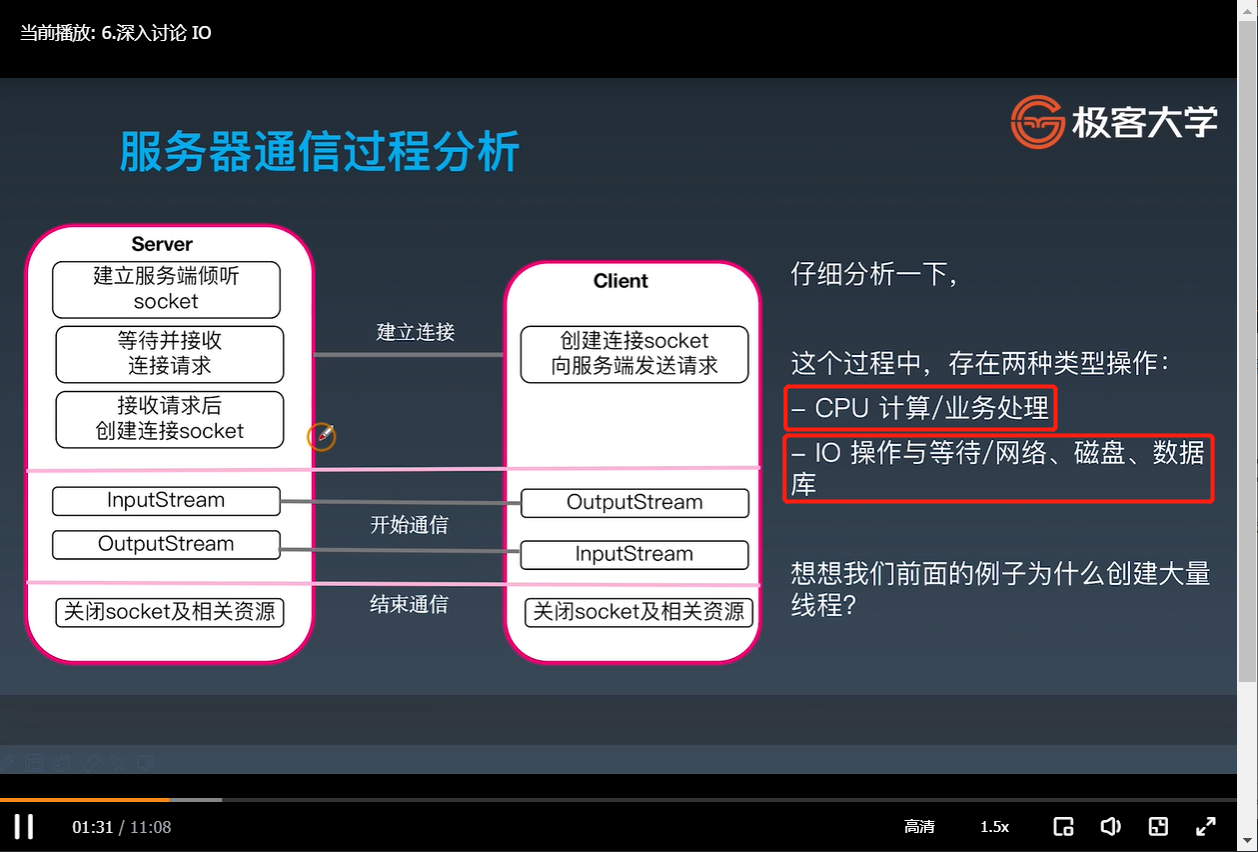 当前播放: 6.深入讨论 IO
极客大学
服务器通信过程分析
Server
建立服务端倾听
socket
等待并接收
连接请求
接收请求后
创建连接socket
InputStream
OutputStream
关闭socket及相关资源
建立连接
开始通信
结束通信
Client
创建连接socket
向服务端发送请求
OutputStream
InputStream
关闭socket及相关资源
仔细分析一下，
这个过程中，存在两种类型操作：
- CPU 计算/业务处理
- IO 操作与等待/网络、磁盘、数据
库
想想我们前面的例子为什么创建大量
线程？
01:31 / 11:08
高清
1.5x